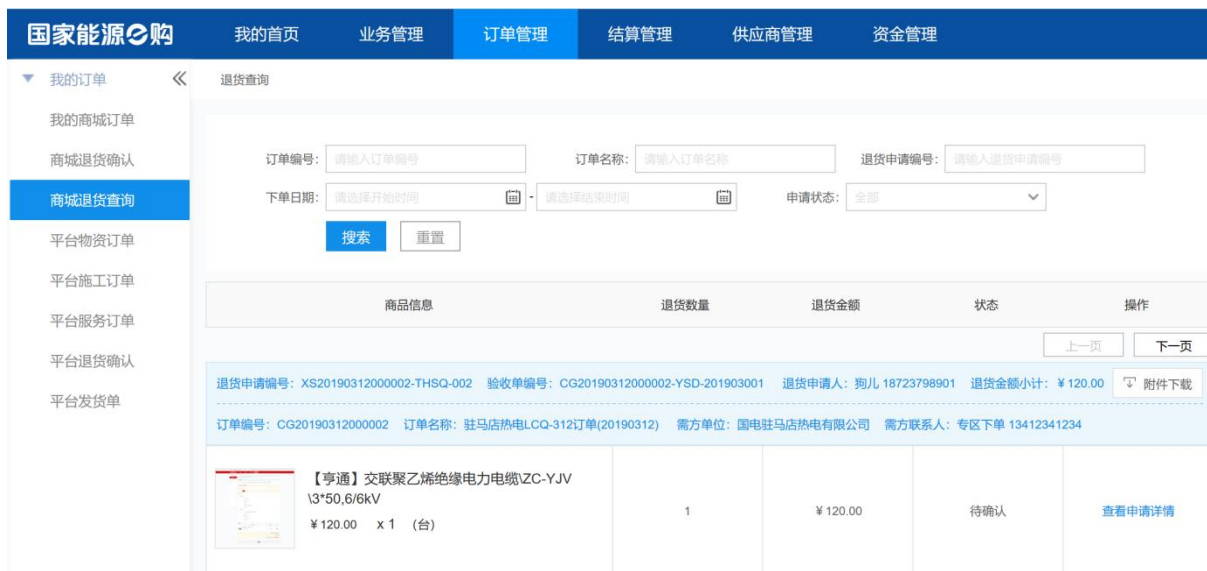 国家能源e购 我的首页 业务管理 订单管理 结算管理 供应商管理 资金管理
我的订单
退货查询
我的商城订单
商城退货确认
商城退货查询
平台物资订单
平台施工订单
平台服务订单
平台退货确认
平台发货单
订单编号: 请输入订单编号 订单名称: 请输入订单名称 退货申请编号: 请输入退货申请编号
下单日期: 请选择开始时间 - 请选择结束时间 申请状态: 全部
搜索 重置
商品信息 退货数量 退货金额 状态 操作
上一页 下一页
退货申请编号: XS20190312000002-THSQ-002 验收单编号: CG20190312000002-YSD-201903001 退货申请人: 狗儿 18723798901 退货金额小计: ¥ 120.00 附件下载
订单编号: CG20190312000002 订单名称: 驻马店热电LCQ-312订单(20190312) 需方单位: 国电驻马店热电有限公司 需方联系人: 专区下单 13412341234
【亨通】交联聚乙烯绝缘电力电缆\ZC-YJV
\3*50,6/6kV
¥ 120.00 x 1 (台) 1 ¥ 120.00 待确认 查看申请详情